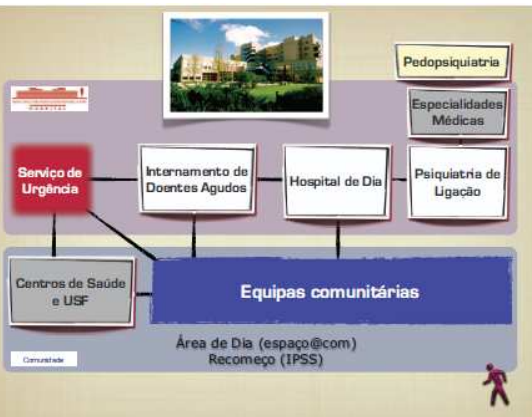 Pedopsiquiatria
Especialidades
Médicas
HOSPITAL
Serviço de
Urgência
Internamento de
Doentes Agudos
Hospital de Dia
Psiquiatria de
Ligação
Centros de Saúde
e USF
Equipas comunitárias
Área de Dia (espaço@com)
Recomeço (IPSS)
Comunidade